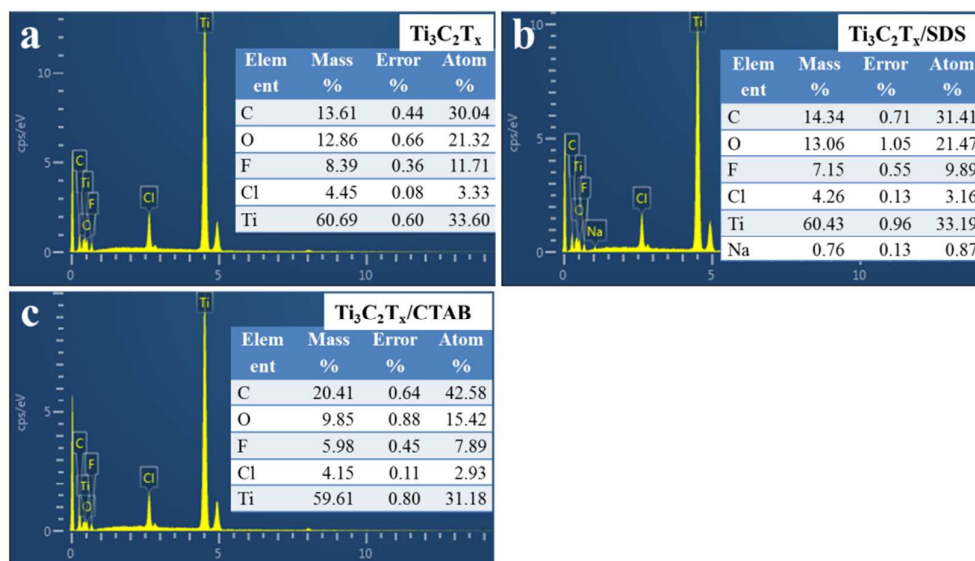 a
Ti3C2Tx
cps/eV
10
5
0
C
Ti
F
O
Cl
Ti
0
5
10
Elem
ent
Mass
%
Error
%
Atom
%
C 13.61 0.44 30.04
O 12.86 0.66 21.32
F 8.39 0.36 11.71
Cl 4.45 0.08 3.33
Ti 60.69 0.60 33.60
b
Ti3C2Tx/SDS
cps/eV
10
5
0
C
Ti
F
O
Na
Cl
Ti
0
5
10
Elem
ent
Mass
%
Error
%
Atom
%
C 14.34 0.71 31.41
O 13.06 1.05 21.47
F 7.15 0.55 9.89
Cl 4.26 0.13 3.16
Ti 60.43 0.96 33.19
Na 0.76 0.13 0.87
c
Ti3C2Tx/CTAB
cps/eV
5
0
C
F
Ti
O
Cl
Ti
0
5
10
Elem
ent
Mass
%
Error
%
Atom
%
C 20.41 0.64 42.58
O 9.85 0.88 15.42
F 5.98 0.45 7.89
Cl 4.15 0.11 2.93
Ti 59.61 0.80 31.18